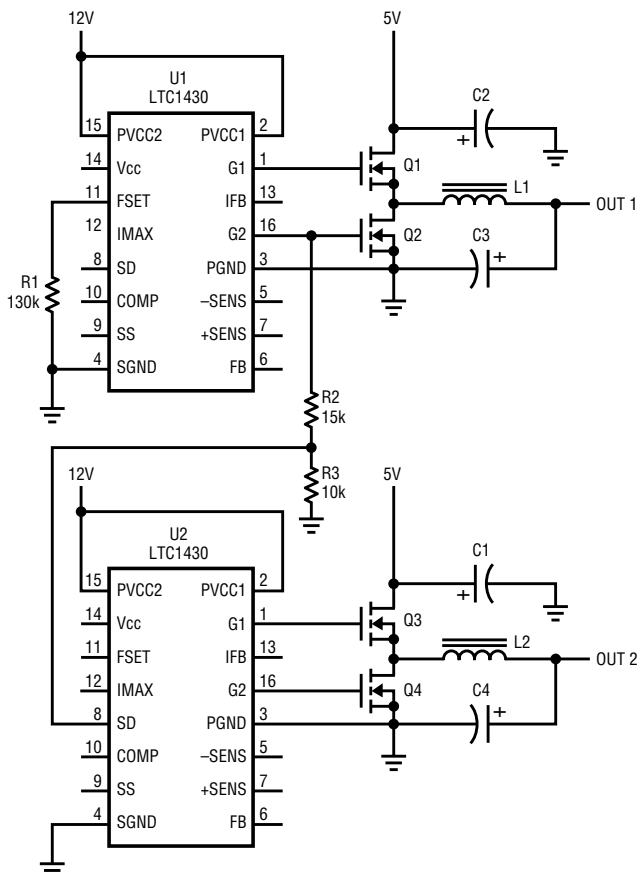 12V
5V
U1
LTC1430
C2
+
15 PVCC2 PVCC1 2
14 Vcc G1 1
11 FSET IFB 13
12 IMAX G2 16
8 SD PGND 3
10 COMP –SENS 5
9 SS +SENS 7
4 SGND FB 6
Q1
L1
OUT 1
Q2
C3
+
R1
130k
R2
15k
R3
10k
12V
5V
U2
LTC1430
C1
+
15 PVCC2 PVCC1 2
14 Vcc G1 1
11 FSET IFB 13
12 IMAX G2 16
8 SD PGND 3
10 COMP –SENS 5
9 SS +SENS 7
4 SGND FB 6
Q3
L2
OUT 2
Q4
C4
+